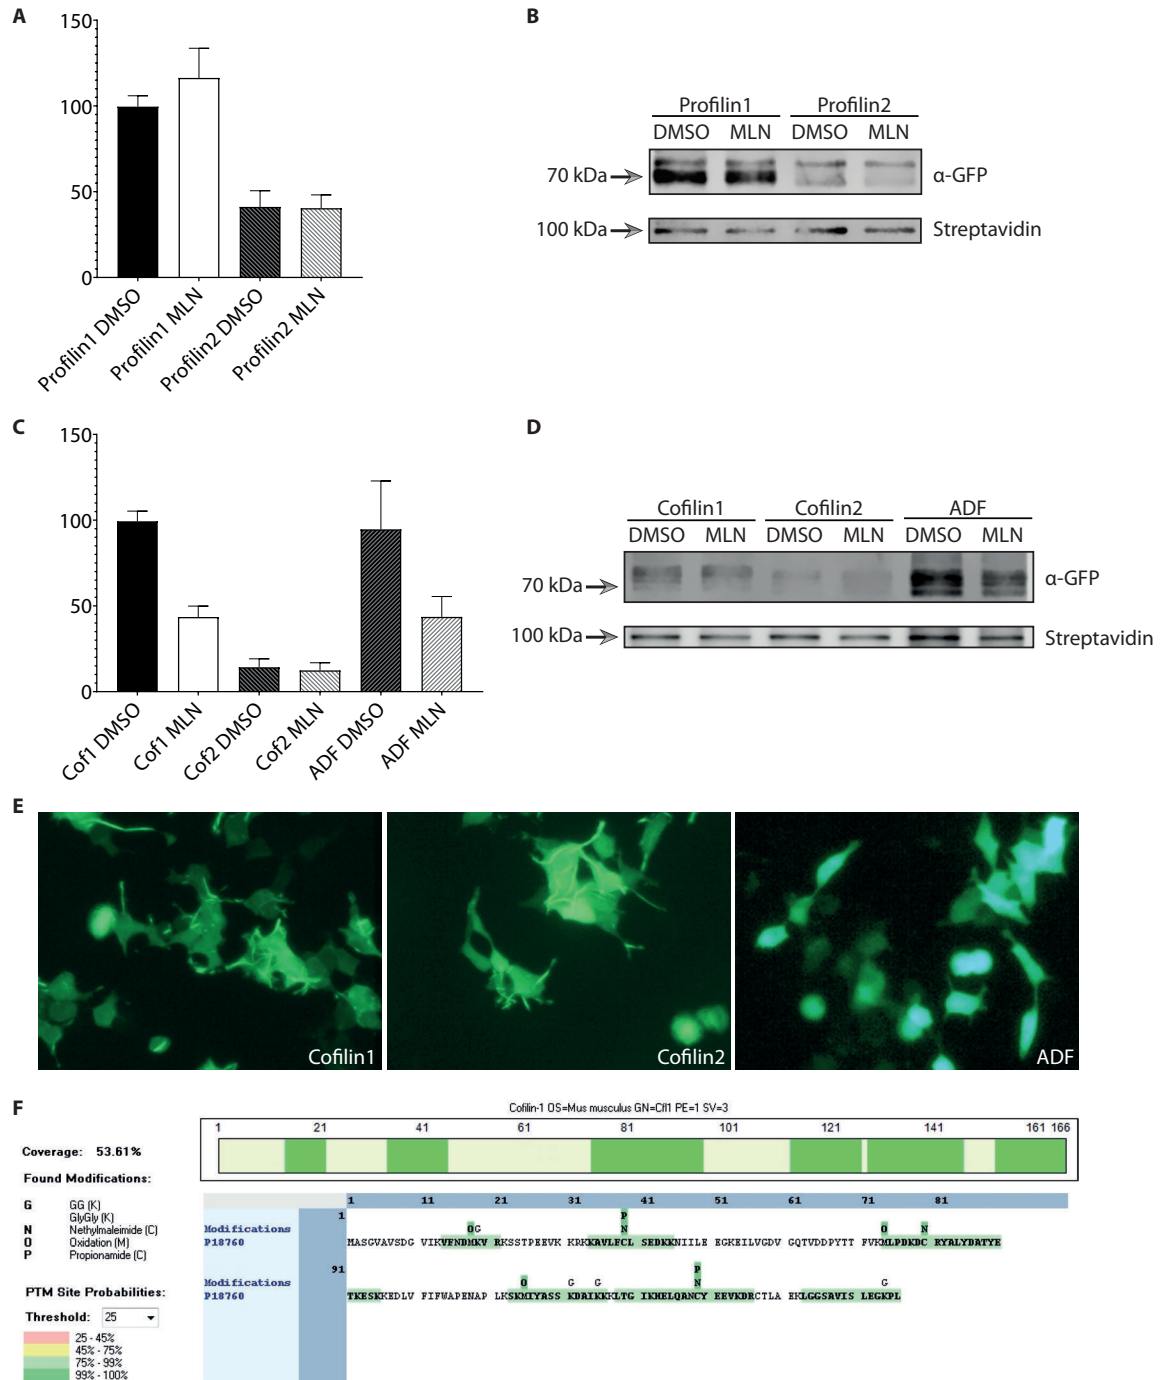 A
150
100
50
0
Profilin1 DMSO
Profilin1 MLN
Profilin2 DMSO
Profilin2 MLN
B
Profilin1 Profilin2
DMSO MLN DMSO MLN
70 kDa
α-GFP
100 kDa
Streptavidin
C
150
100
50
0
Cof1 DMSO
Cof1 MLN
Cof2 DMSO
Cof2 MLN
ADF DMSO
ADF MLN
D
Cofilin1 Cofilin2 ADF
DMSO MLN DMSO MLN DMSO MLN
70 kDa
α-GFP
100 kDa
Streptavidin
E
Cofilin1
Cofilin2
ADF
F
Cofilin-1 OS=Mus musculus GN=Cfl1 PE=1 SV=3
1 21 41 61 81 101 121 141 161 166
Coverage: 53.61%
Found Modifications:
G GG (K)
GlyGly (K)
N Nethylmaleimide (C)
O Oxidation (M)
P Propionamide (C)
PTM Site Probabilities:
Threshold: 25
25 - 45%
45% - 75%
75% - 99%
99% - 100%
1 11 21 31 41 51 61 71 81
1
P
Modifications O G N O N
P18760 MASGVAVSDG VIKVFNDMKV RKSSTPEEVK KRKKAVLFCL SEDKKNIILE EGKEILVGDV GQTVDDPYTT FVKMLPDKDC RYALYDATYE
91
P
Modifications O G G N G
P18760 TKESKKEDLV FIFWAPENAP LKSKMIYASS KDAIKKKLTG IKHELQANCY EEVKDRCTLA EKLGGSAVIS LEGKPL